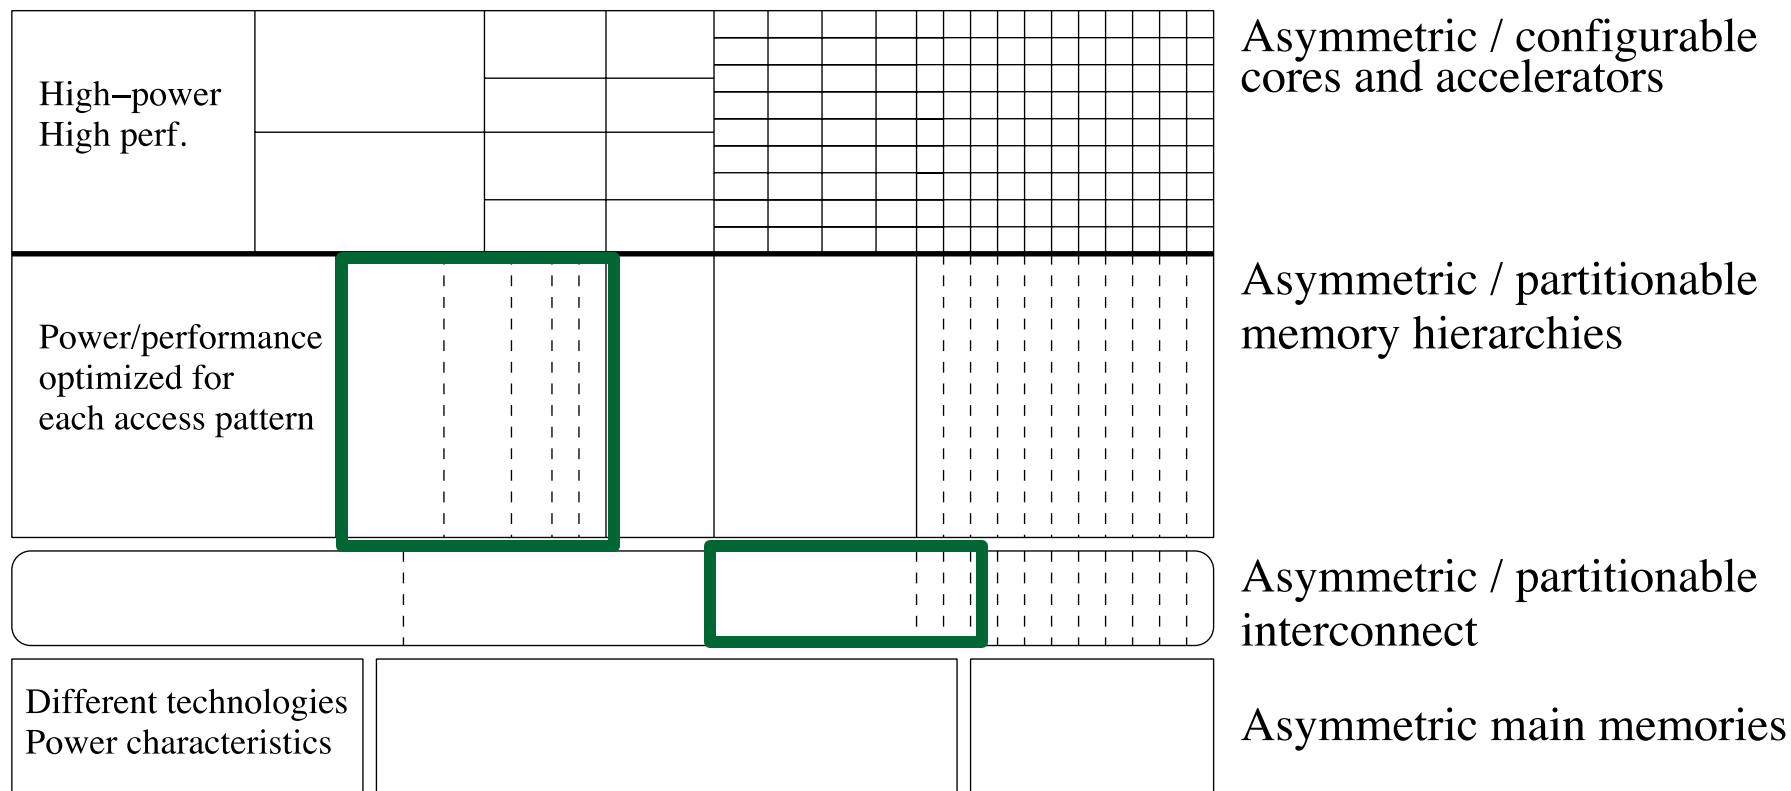 High−power
High perf.
Asymmetric / configurable
cores and accelerators
Power/performance
optimized for
each access pattern
Asymmetric / partitionable
memory hierarchies
Asymmetric / partitionable
interconnect
Different technologies
Power characteristics
Asymmetric main memories